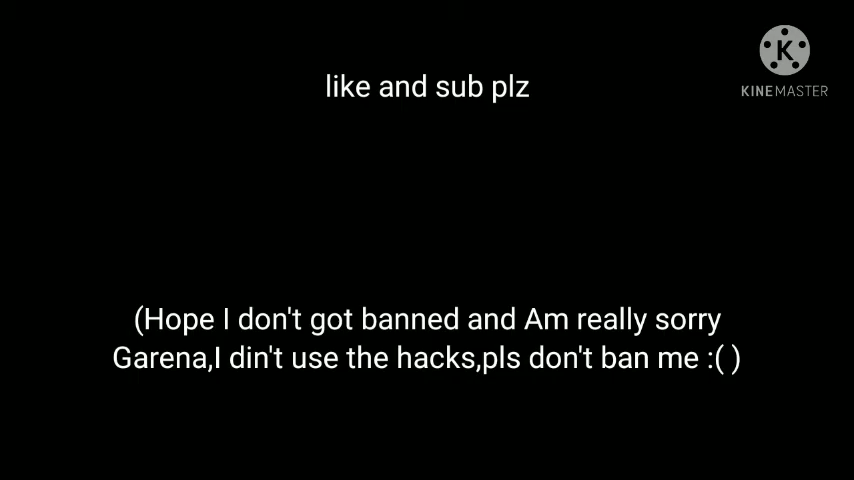 like and sub plz
K
KINEMASTER
(Hope I don't got banned and Am really sorry
Garena,I din't use the hacks,pls don't ban me :( )